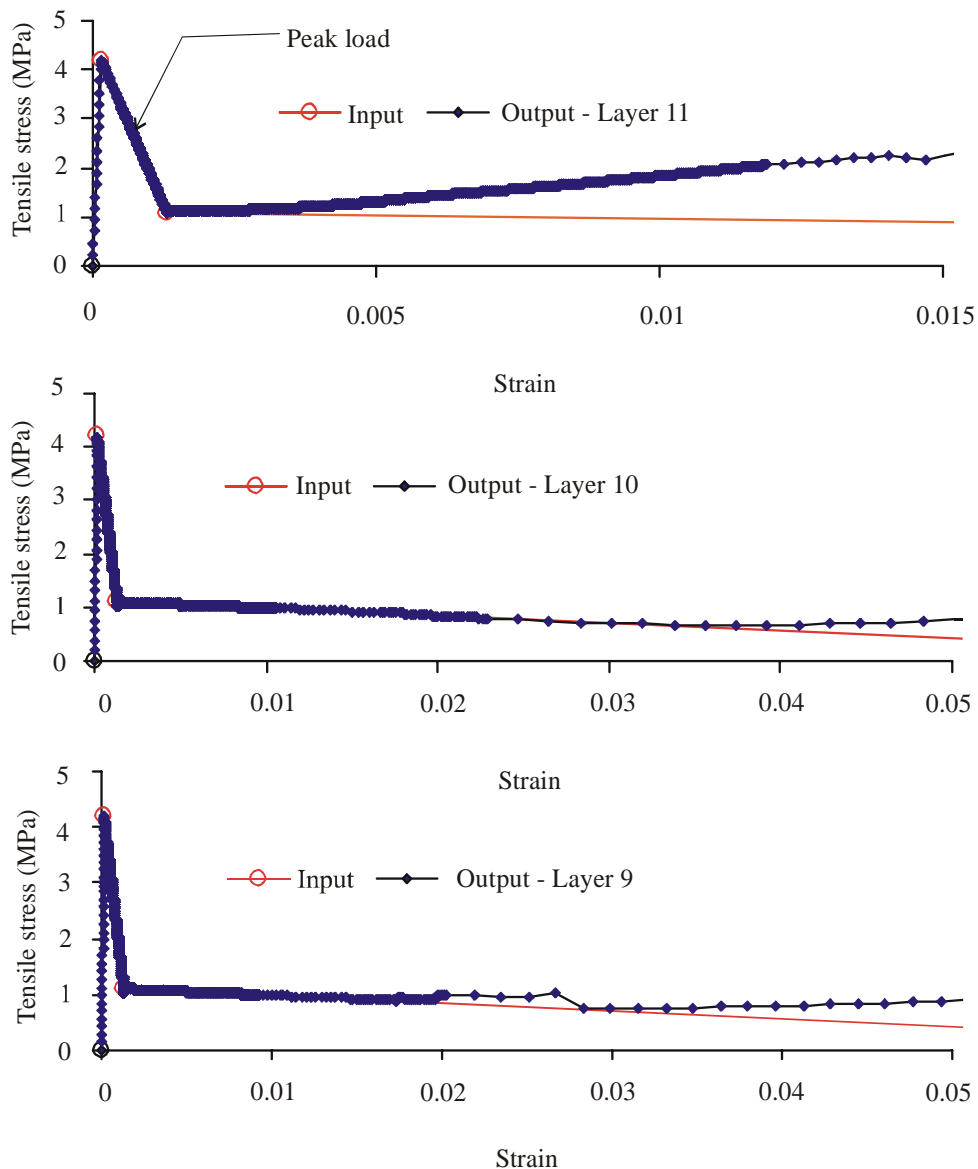 Tensile stress (MPa)
5
4
3
2
1
0
Peak load
Input
Output - Layer 11
0
0.005
0.01
0.015
Strain
Tensile stress (MPa)
5
4
3
2
1
0
Input
Output - Layer 10
0
0.01
0.02
0.03
0.04
0.05
Strain
Tensile stress (MPa)
5
4
3
2
1
0
Input
Output - Layer 9
0
0.01
0.02
0.03
0.04
0.05
Strain